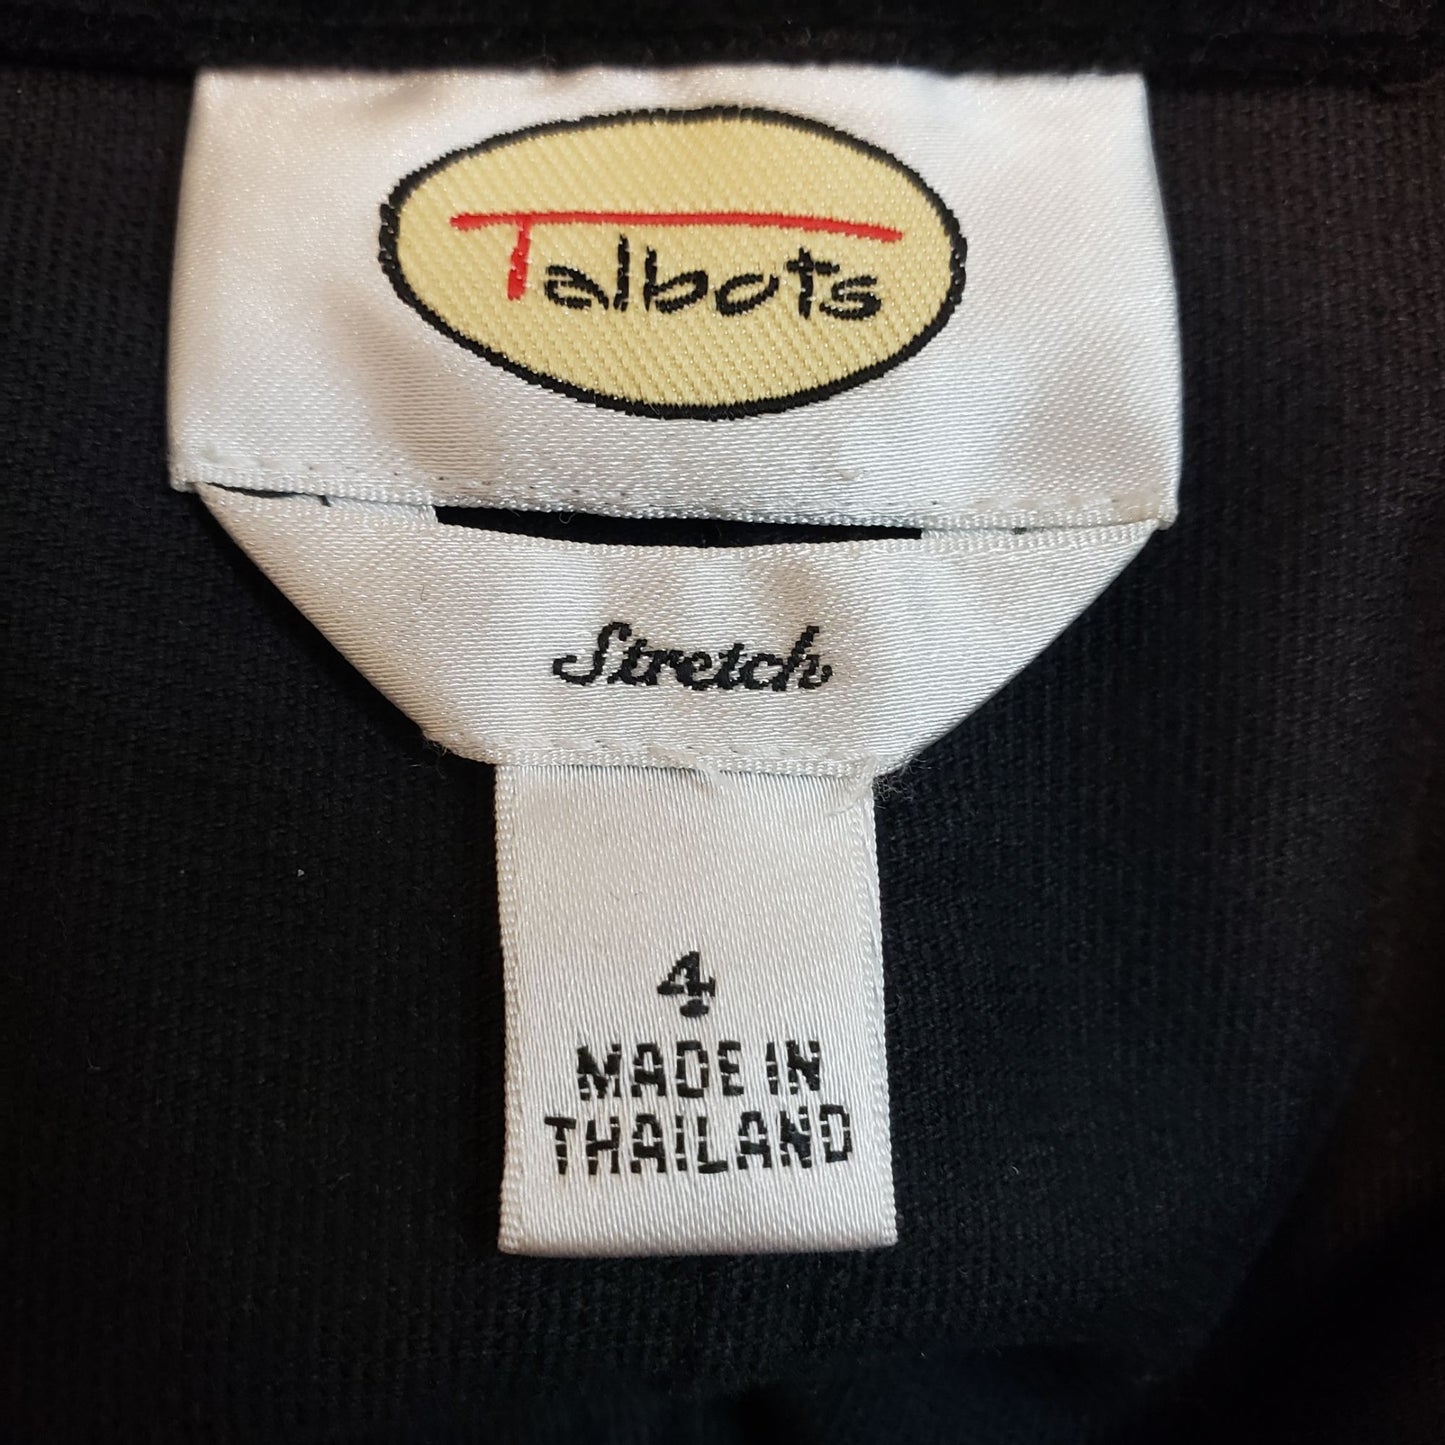 Talbots
Stretch
4
MADE IN
THAILAND